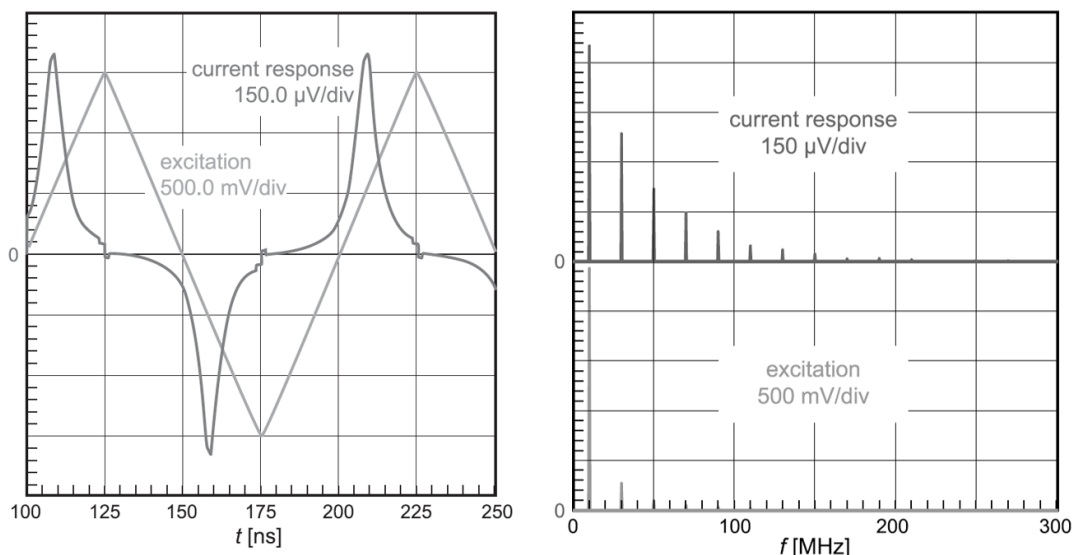 current response
150.0 µV/div
excitation
500.0 mV/div
0
100 125 150 175 200 225 250
t [ns]
current response
150 µV/div
0
excitation
500 mV/div
0
0 100 200 300
f [MHz]